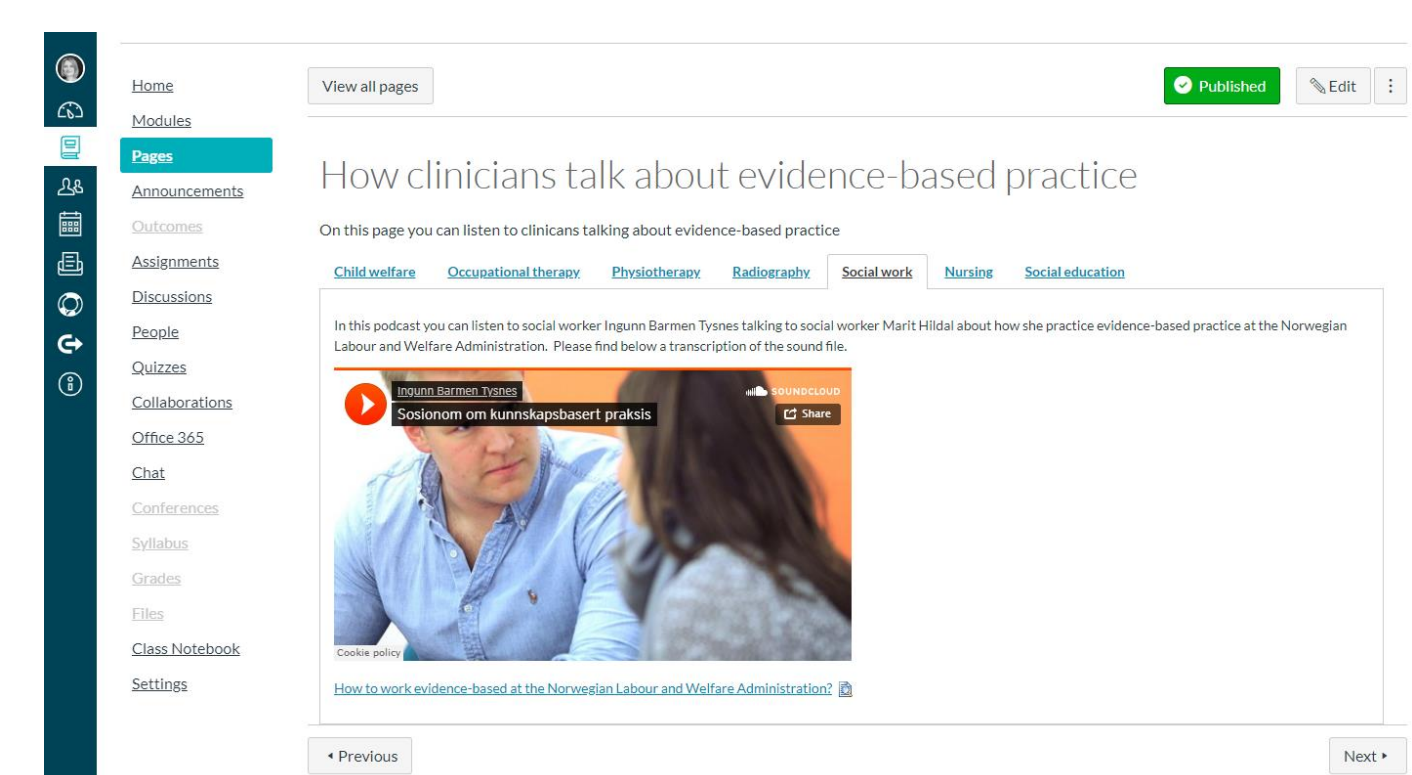 Home
Modules
Pages
Announcements
Outcomes
Assignments
Discussions
People
Quizzes
Collaborations
Office 365
Chat
Conferences
Syllabus
Grades
Files
Class Notebook
Settings
View all pages
Published
Edit
How clinicians talk about evidence-based practice
On this page you can listen to clinicans talking about evidence-based practice
Child welfare Occupational therapy Physiotherapy Radiography Social work Nursing Social education
In this podcast you can listen to social worker Ingunn Barmen Tysnes talking to social worker Marit Hildal about how she practice evidence-based practice at the Norwegian
Labour and Welfare Administration. Please find below a transcription of the sound file.
Ingunn Barmen Tysnes
Sosionom om kunnskapsbasert praksis
SOUNDCLOUD
Share
Cookie policy
How to work evidence-based at the Norwegian Labour and Welfare Administration?
Previous
Next